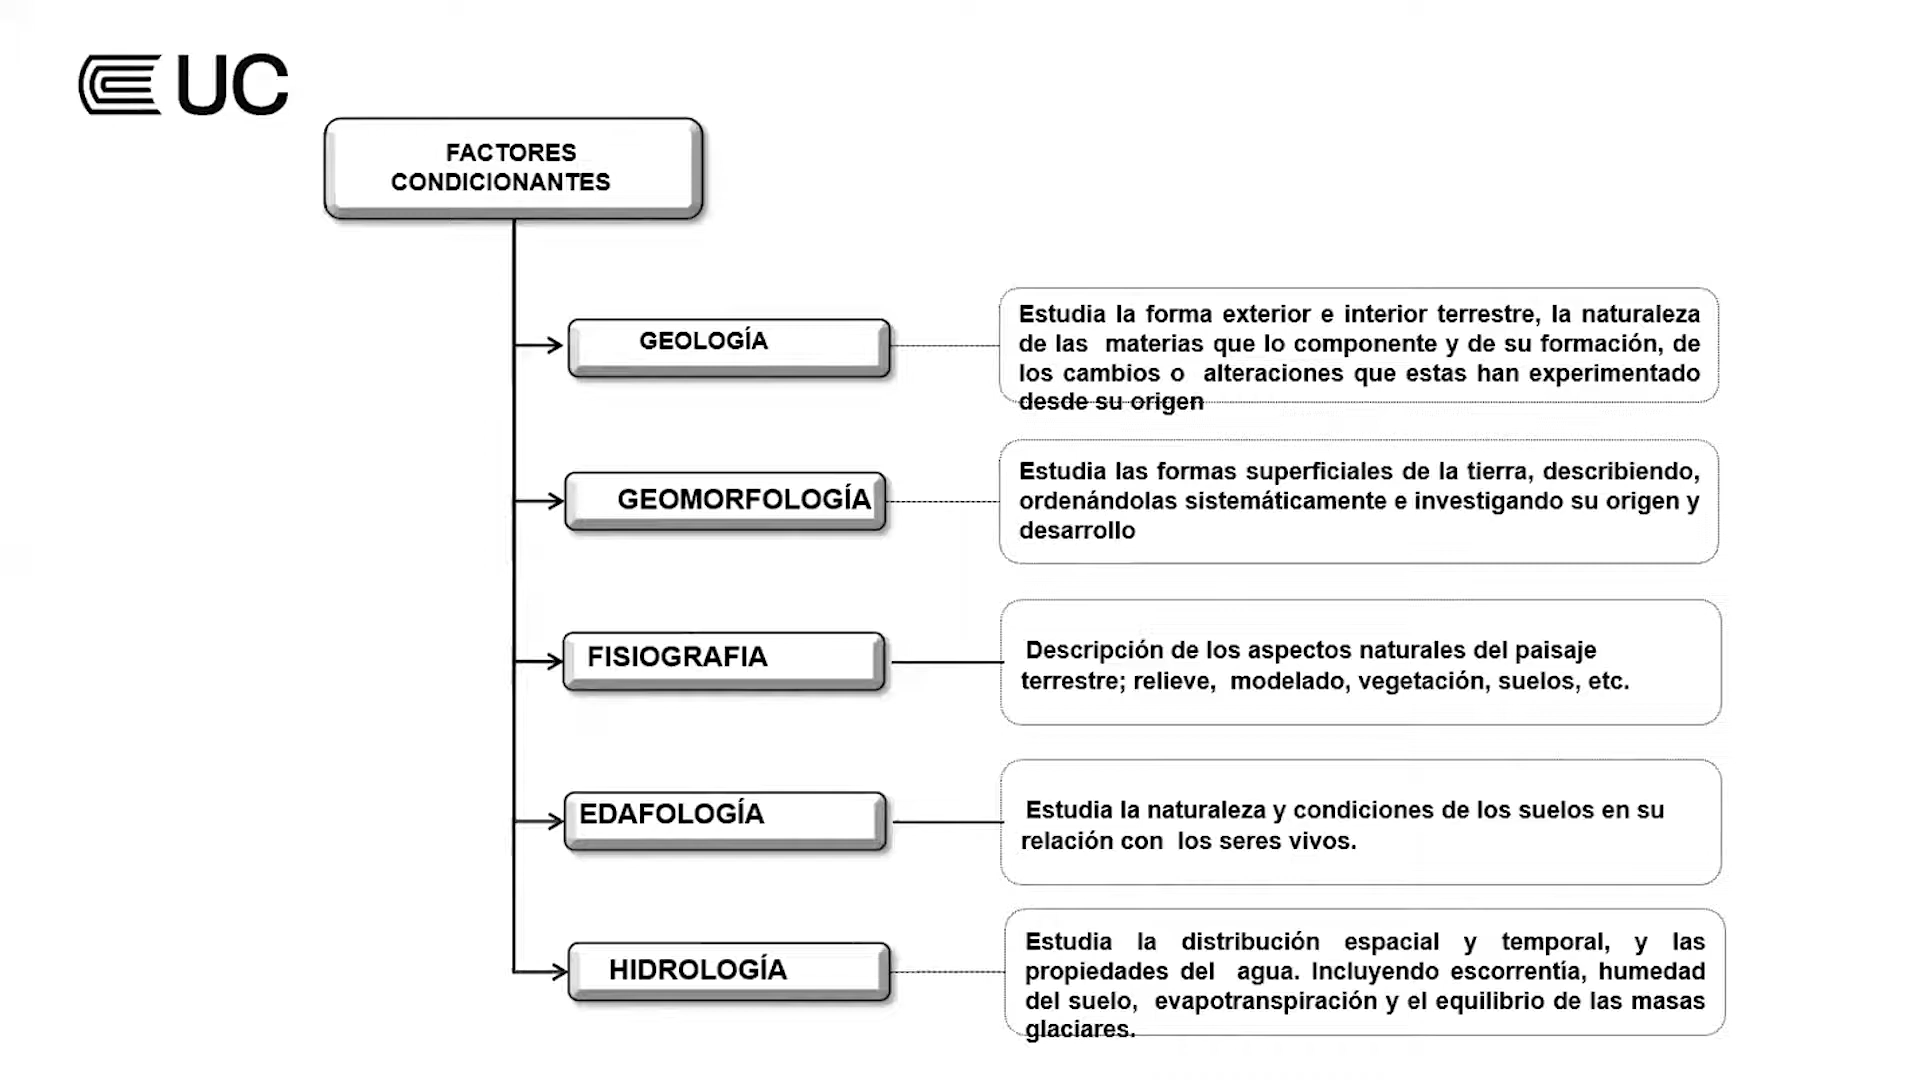 UC
FACTORES
CONDICIONANTES
GEOLOGÍA
Estudia la forma exterior e interior terrestre, la naturaleza
de las materias que lo componente y de su formación, de
los cambios o alteraciones que estas han experimentado
desde su origen
GEOMORFOLOGÍA
Estudia las formas superficiales de la tierra, describiendo,
ordenándolas sistemáticamente e investigando su origen y
desarrollo
FISIOGRAFIA
Descripción de los aspectos naturales del paisaje
terrestre; relieve, modelado, vegetación, suelos, etc.
EDAFOLOGÍA
Estudia la naturaleza y condiciones de los suelos en su
relación con los seres vivos.
HIDROLOGÍA
Estudia la distribución espacial y temporal, y las
propiedades del agua. Incluyendo escorrentía, humedad
del suelo, evapotranspiración y el equilibrio de las masas
glaciares.